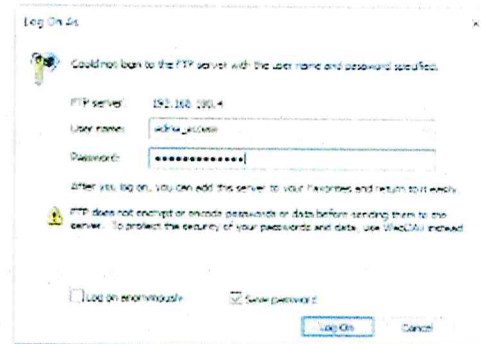 Log On As
Could not login to the FTP server with the user name and password specified.
FTP server: 192.168.100.4
User name:
Password: •••••••••••••
After you log on, you can add this server to your Favorites and return to it easily.
FTP does not encrypt or encode passwords or data before sending them to the
server. To protect the security of your passwords and data, use WebDAV instead.
Log on anonymously
Save password
Log On
Cancel